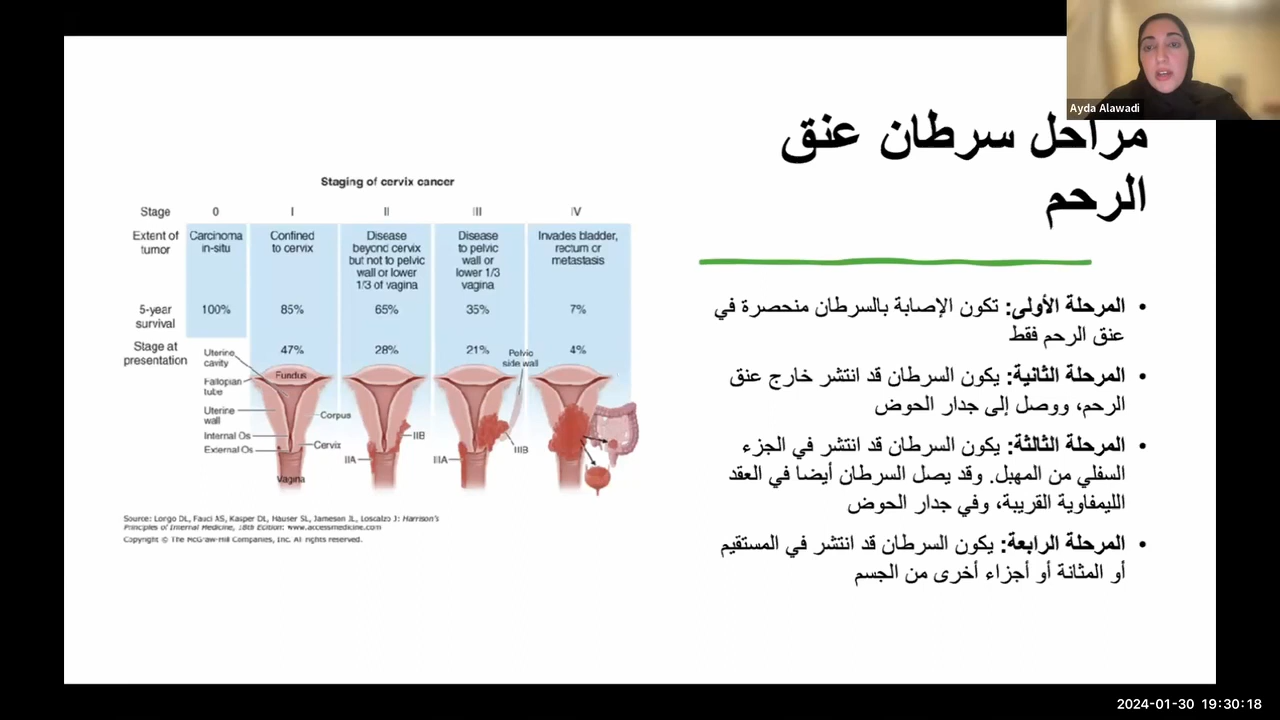 Ayda Alawadi
مراحل سرطان عنق
الرحم
Staging of cervix cancer
Stage 0 I II III IV
Extent of tumor
Carcinoma in-situ
Confined to cervix
Disease beyond cervix but not to pelvic wall or lower 1/3 of vagina
Disease to pelvic wall or lower 1/3 vagina
Invades bladder, rectum or metastasis
5-year survival 100% 85% 65% 35% 7%
Stage at presentation 47% 28% 21% 4%
Uterine cavity
Fallopian tube
Uterine wall
Internal Os
External Os
Fundus
Corpus
Cervix
Vagina
IIA
IIB
IIIA
Pelvic side wall
IIIB
Source: Longo DL, Fauci AS, Kasper DL, Hauser SL, Jameson JL, Loscalzo J: Harrison's
Principles of Internal Medicine, 18th Edition: www.accessmedicine.com
Copyright © The McGraw-Hill Companies, Inc. All rights reserved.
• المرحلة الأولى: تكون الإصابة بالسرطان منحصرة في
عنق الرحم فقط
• المرحلة الثانية: يكون السرطان قد انتشر خارج عنق
الرحم، ووصل إلى جدار الحوض
• المرحلة الثالثة: يكون السرطان قد انتشر في الجزء
السفلي من المهبل. وقد يصل السرطان أيضا في العقد
الليمفاوية القريبة، وفي جدار الحوض
• المرحلة الرابعة: يكون السرطان قد انتشر في المستقيم
أو المثانة أو أجزاء أخرى من الجسم
2024-01-30 19:30:18